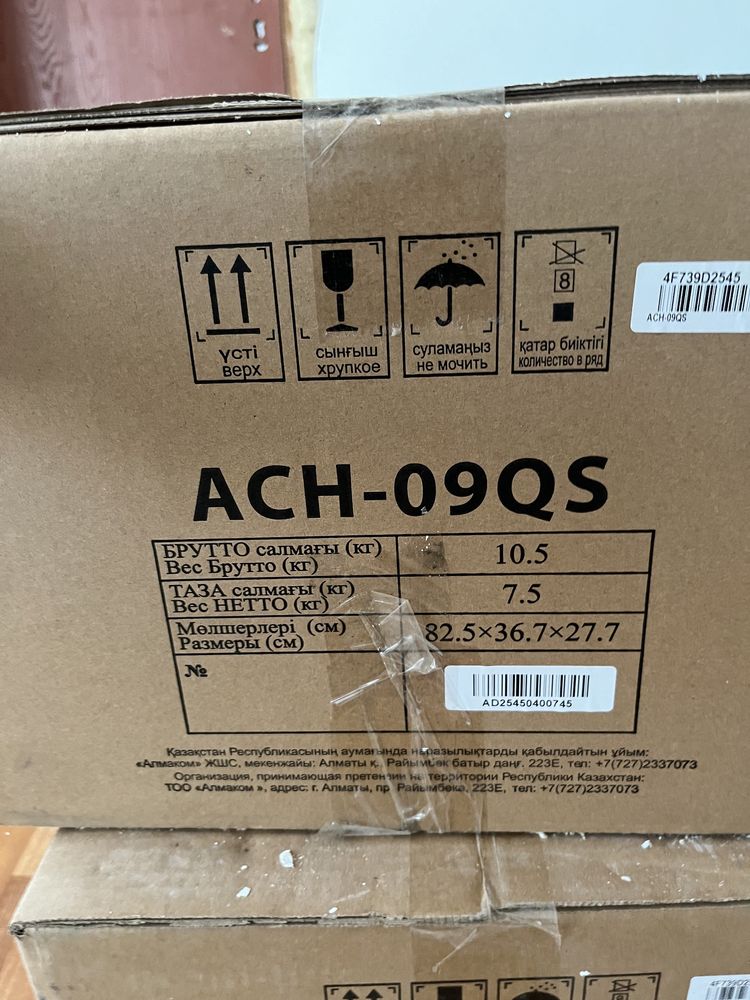 үсті
верх
сынғыш
хрупкое
суламаңыз
не мочить
8
қатар биіктігі
количество в ряд
4F739D2545
ACH-09QS
ACH-09QS
БРУТТО салмағы (кг)
Вес Брутто (кг)
10.5
ТАЗА салмағы (кг)
Вес НЕТТО (кг)
7.5
Мөлшерлері (см)
Размеры (см)
82.5×36.7×27.7
№
AD25450400745
Қазақстан Республикасының аумағында наразылықтарды қабылдайтын ұйым:
«Алмаком» ЖШС, мекенжайы: Алматы қ., Райымбек батыр даңғ. 223Е, тел: +7(727)2337073
Организация, принимающая претензии на территории Республики Казахстан:
ТОО «Алмаком», адрес: г. Алматы, пр. Райымбека, 223Е, тел: +7(727)2337073